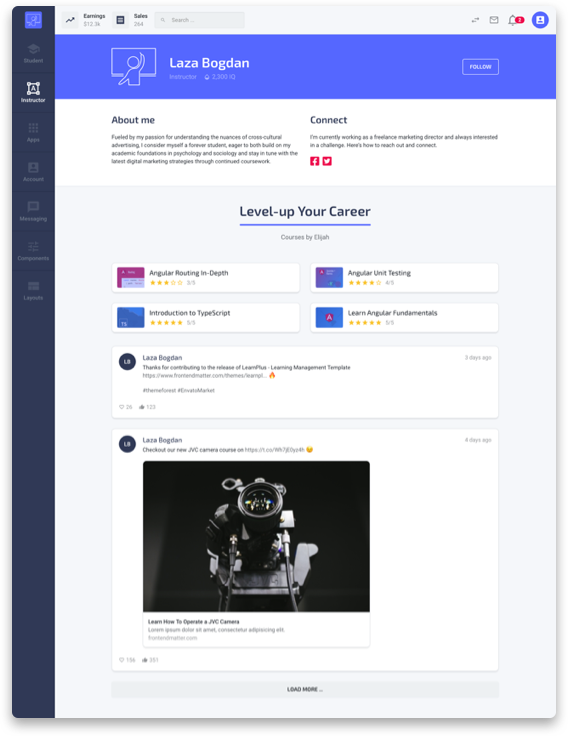 Earnings
$12.3k
Sales
264
Search ...
2
Student
Instructor
Apps
Account
Messaging
Components
Layouts
Laza Bogdan
Instructor
2,300 IQ
FOLLOW
About me
Fueled by my passion for understanding the nuances of cross-cultural
advertising, I consider myself a forever student, eager to both build on my
academic foundations in psychology and sociology and stay in tune with the
latest digital marketing strategies through continued coursework.
Connect
I'm currently working as a freelance marketing director and always interested
in a challenge. Here's how to reach out and connect.
Level-up Your Career
Courses by Elijah
Angular Routing In-Depth
3/5
Angular Unit Testing
4/5
Introduction to TypeScript
5/5
Learn Angular Fundamentals
5/5
LB
Laza Bogdan
3 days ago
Thanks for contributing to the release of LearnPlus - Learning Management Template
https://www.frontendmatter.com/themes/learnpl...
#themeforest #EnvatoMarket
26
123
LB
Laza Bogdan
4 days ago
Checkout our new JVC camera course on
Learn How To Operate a JVC Camera
Lorem ipsum dolor sit amet, consectetur adipisicing elit.
frontendmatter.com
LOAD MORE ...